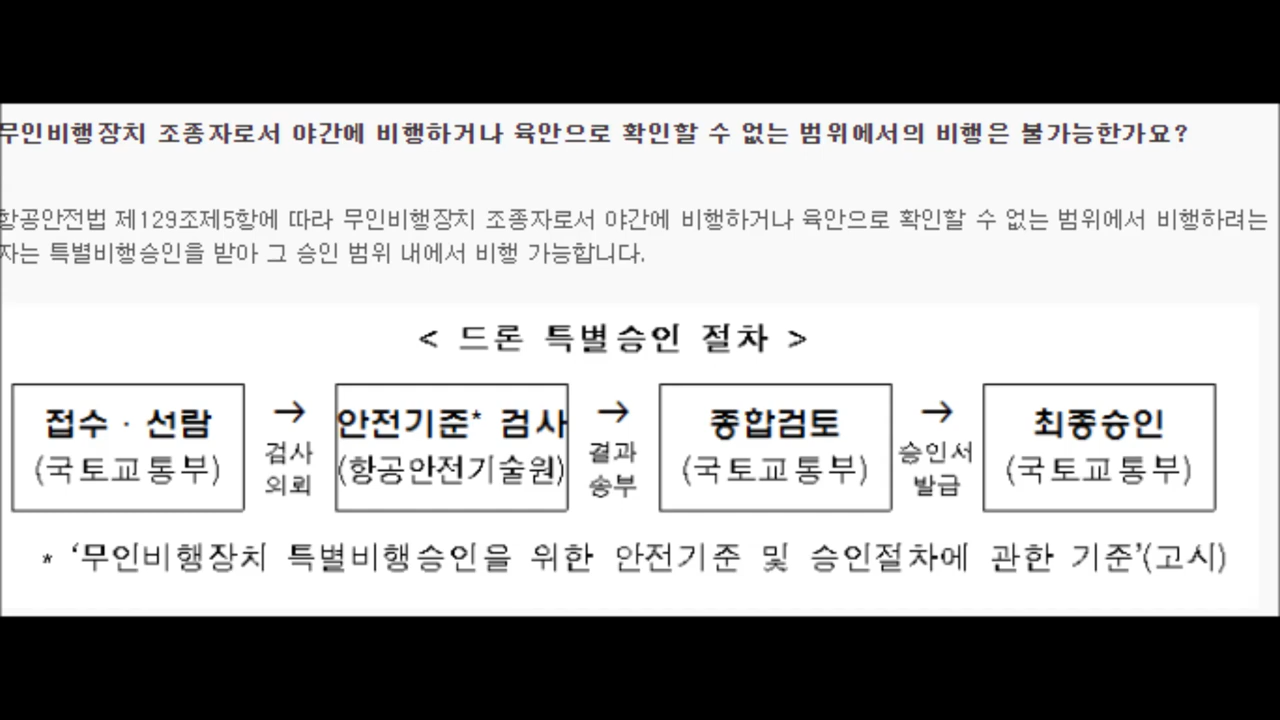 무인비행장치 조종자로서 야간에 비행하거나 육안으로 확인할 수 없는 범위에서의 비행은 불가능한가요?
항공안전법 제129조제5항에 따라 무인비행장치 조종자로서 야간에 비행하거나 육안으로 확인할 수 없는 범위에서 비행하려는
자는 특별비행승인을 받아 그 승인 범위 내에서 비행 가능합니다.
< 드론 특별승인 절차 >
접수 · 선람
(국토교통부)
→
검사
의뢰
안전기준* 검사
(항공안전기술원)
→
결과
송부
종합검토
(국토교통부)
→
승인서
발급
최종승인
(국토교통부)
* ‘무인비행장치 특별비행승인을 위한 안전기준 및 승인절차에 관한 기준’(고시)